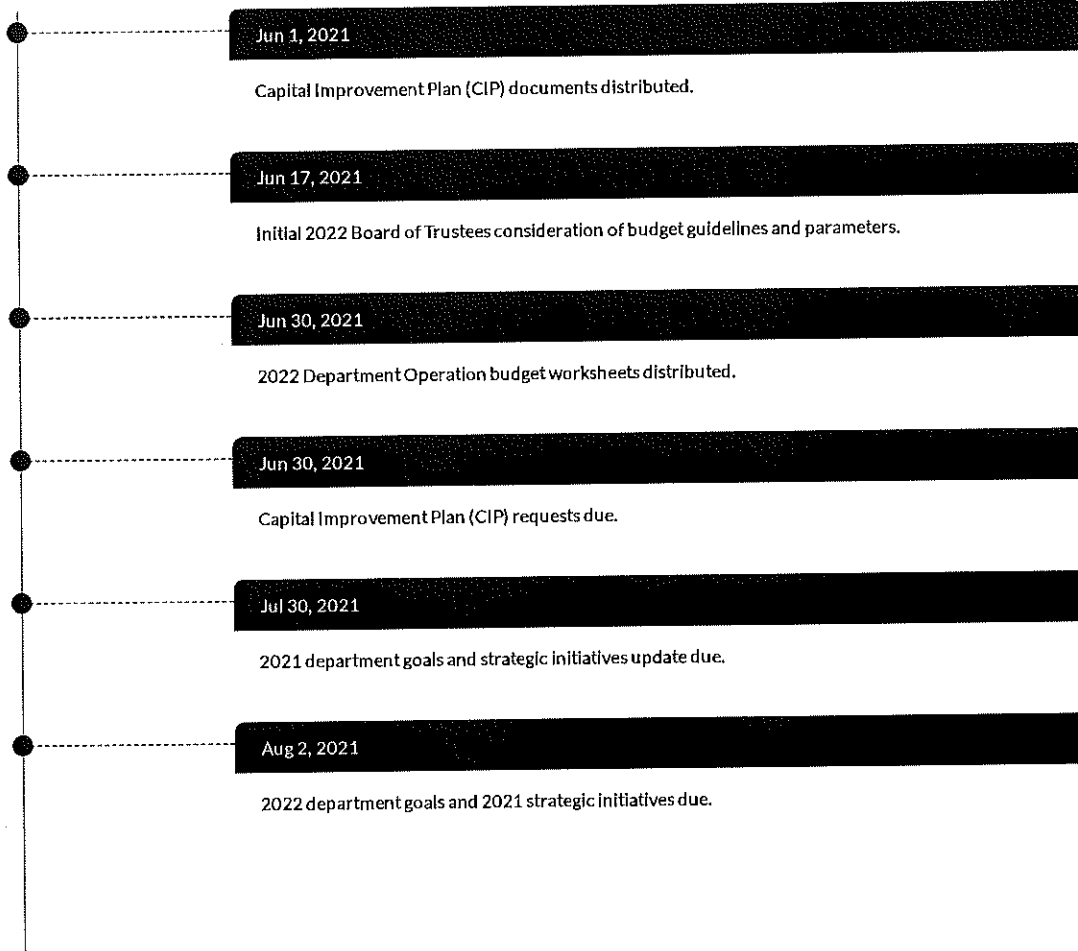 Jun 1, 2021
Capital Improvement Plan (CIP) documents distributed.
Jun 17, 2021
Initial 2022 Board of Trustees consideration of budget guidelines and parameters.
Jun 30, 2021
2022 Department Operation budget worksheets distributed.
Jun 30, 2021
Capital Improvement Plan (CIP) requests due.
Jul 30, 2021
2021 department goals and strategic initiatives update due.
Aug 2, 2021
2022 department goals and 2021 strategic initiatives due.